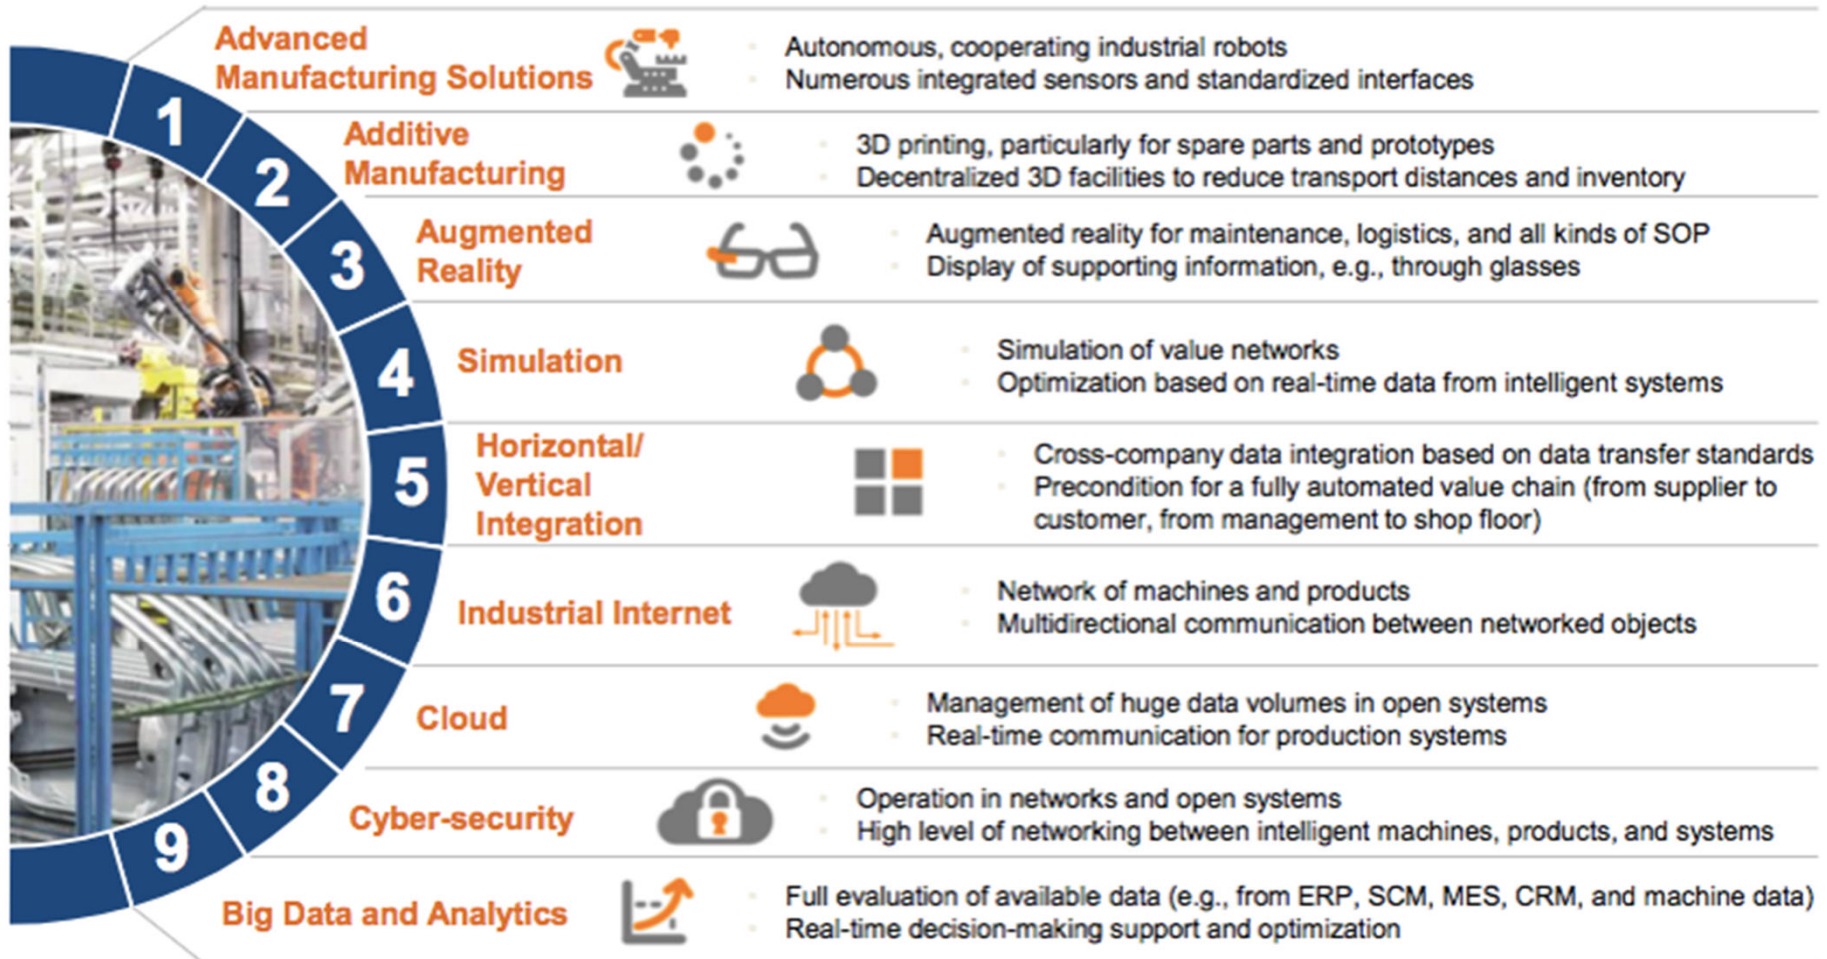 1
Advanced
Manufacturing Solutions
Autonomous, cooperating industrial robots
Numerous integrated sensors and standardized interfaces
2
Additive
Manufacturing
3D printing, particularly for spare parts and prototypes
Decentralized 3D facilities to reduce transport distances and inventory
3
Augmented
Reality
Augmented reality for maintenance, logistics, and all kinds of SOP
Display of supporting information, e.g., through glasses
4
Simulation
Simulation of value networks
Optimization based on real-time data from intelligent systems
5
Horizontal/
Vertical
Integration
Cross-company data integration based on data transfer standards
Precondition for a fully automated value chain (from supplier to
customer, from management to shop floor)
6
Industrial Internet
Network of machines and products
Multidirectional communication between networked objects
7
Cloud
Management of huge data volumes in open systems
Real-time communication for production systems
8
Cyber-security
Operation in networks and open systems
High level of networking between intelligent machines, products, and systems
9
Big Data and Analytics
Full evaluation of available data (e.g., from ERP, SCM, MES, CRM, and machine data)
Real-time decision-making support and optimization